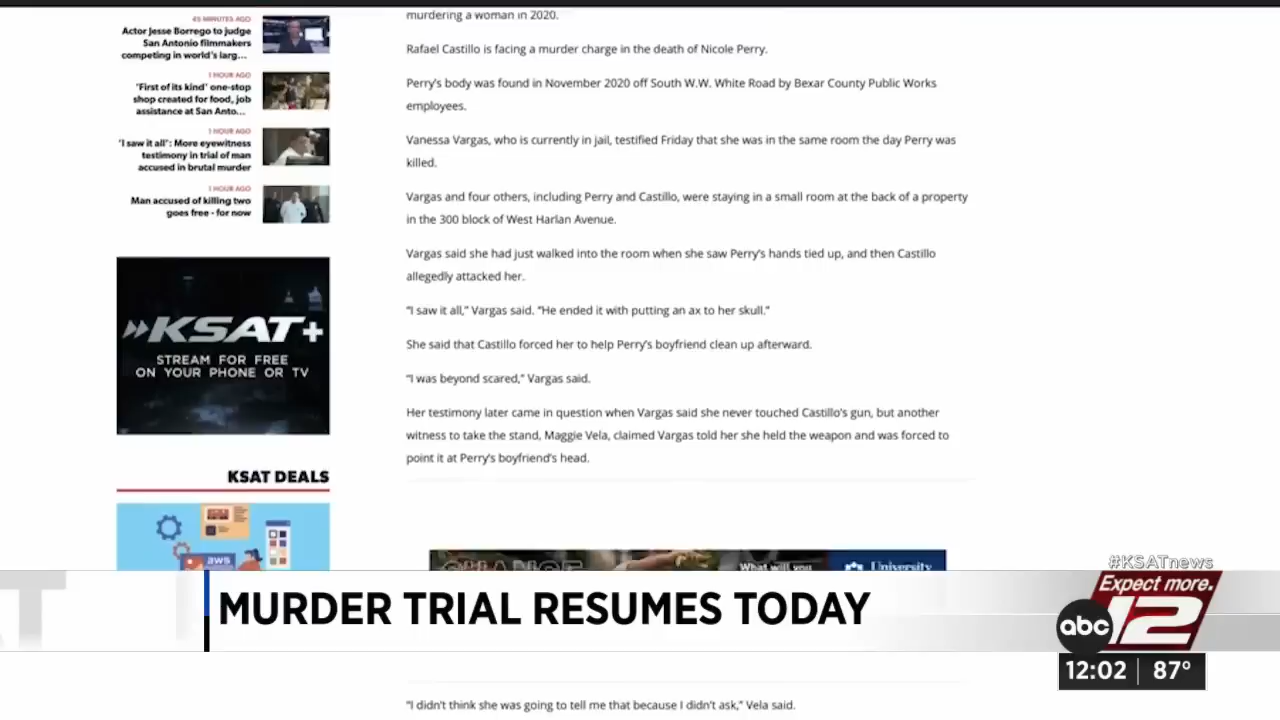 45 MINUTES AGO
Actor Jesse Borrego to judge
San Antonio filmmakers
competing in world's larg...
1 HOUR AGO
'First of its kind' one-stop
shop created for food, job
assistance at San Anto...
1 HOUR AGO
'I saw it all': More eyewitness
testimony in trial of man
accused in brutal murder
1 HOUR AGO
Man accused of killing two
goes free - for now
KSAT+
STREAM FOR FREE
ON YOUR PHONE OR TV
KSAT DEALS
aws
murdering a woman in 2020.
Rafael Castillo is facing a murder charge in the death of Nicole Perry.
Perry's body was found in November 2020 off South W.W. White Road by Bexar County Public Works
employees.
Vanessa Vargas, who is currently in jail, testified Friday that she was in the same room the day Perry was
killed.
Vargas and four others, including Perry and Castillo, were staying in a small room at the back of a property
in the 300 block of West Harlan Avenue.
Vargas said she had just walked into the room when she saw Perry's hands tied up, and then Castillo
allegedly attacked her.
"I saw it all," Vargas said. "He ended it with putting an ax to her skull."
She said that Castillo forced her to help Perry's boyfriend clean up afterward.
"I was beyond scared," Vargas said.
Her testimony later came in question when Vargas said she never touched Castillo's gun, but another
witness to take the stand, Maggie Vela, claimed Vargas told her she held the weapon and was forced to
point it at Perry's boyfriend's head.
CHANGE
What will you
University
#KSATnews
Expect more.
abc 12
MURDER TRIAL RESUMES TODAY
12:02 87°
"I didn't think she was going to tell me that because I didn't ask," Vela said.